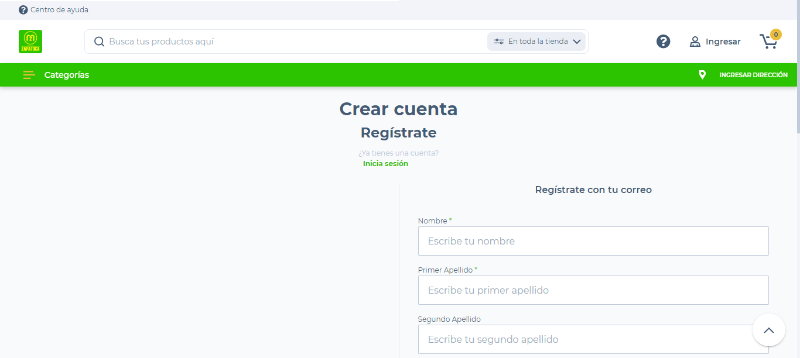 Centro de ayuda
Busca tus productos aquí
En toda la tienda
Ingresar
0
Categorías
INGRESAR DIRECCIÓN
Crear cuenta
Regístrate
¿Ya tienes una cuenta?
Inicia sesión
Regístrate con tu correo
Nombre *
Escribe tu nombre
Primer Apellido *
Escribe tu primer apellido
Segundo Apellido
Escribe tu segundo apellido